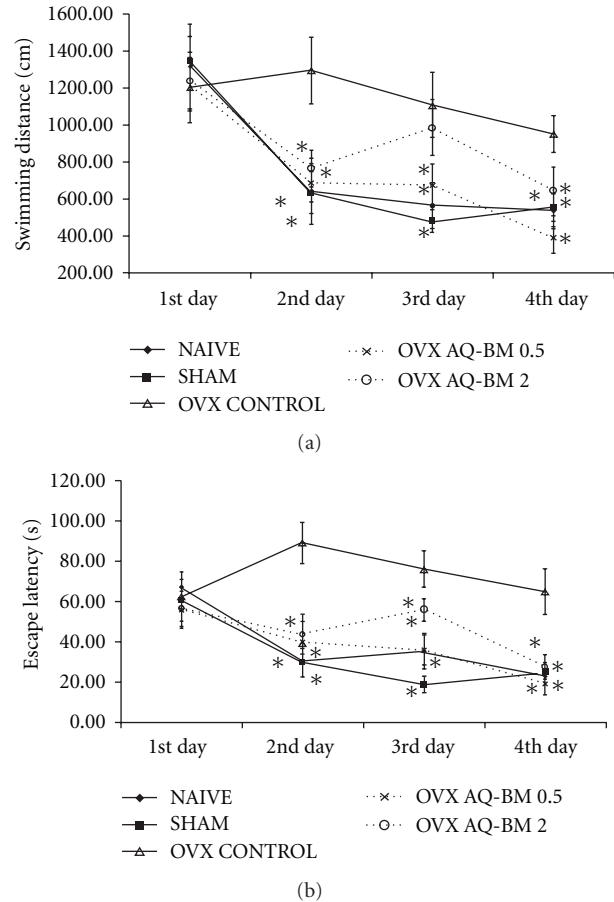 Swimming distance (cm)
1600.00
1400.00
1200.00
1000.00
800.00
600.00
400.00
200.00
* * * * * * * * * * *
1st day 2nd day 3rd day 4th day
NAIVE
SHAM
OVX CONTROL
OVX AQ-BM 0.5
OVX AQ-BM 2
(a)
Escape latency (s)
120.00
100.00
80.00
60.00
40.00
20.00
0.00
* * * * * * * * * * * *
1st day 2nd day 3rd day 4th day
NAIVE
SHAM
OVX CONTROL
OVX AQ-BM 0.5
OVX AQ-BM 2
(b)